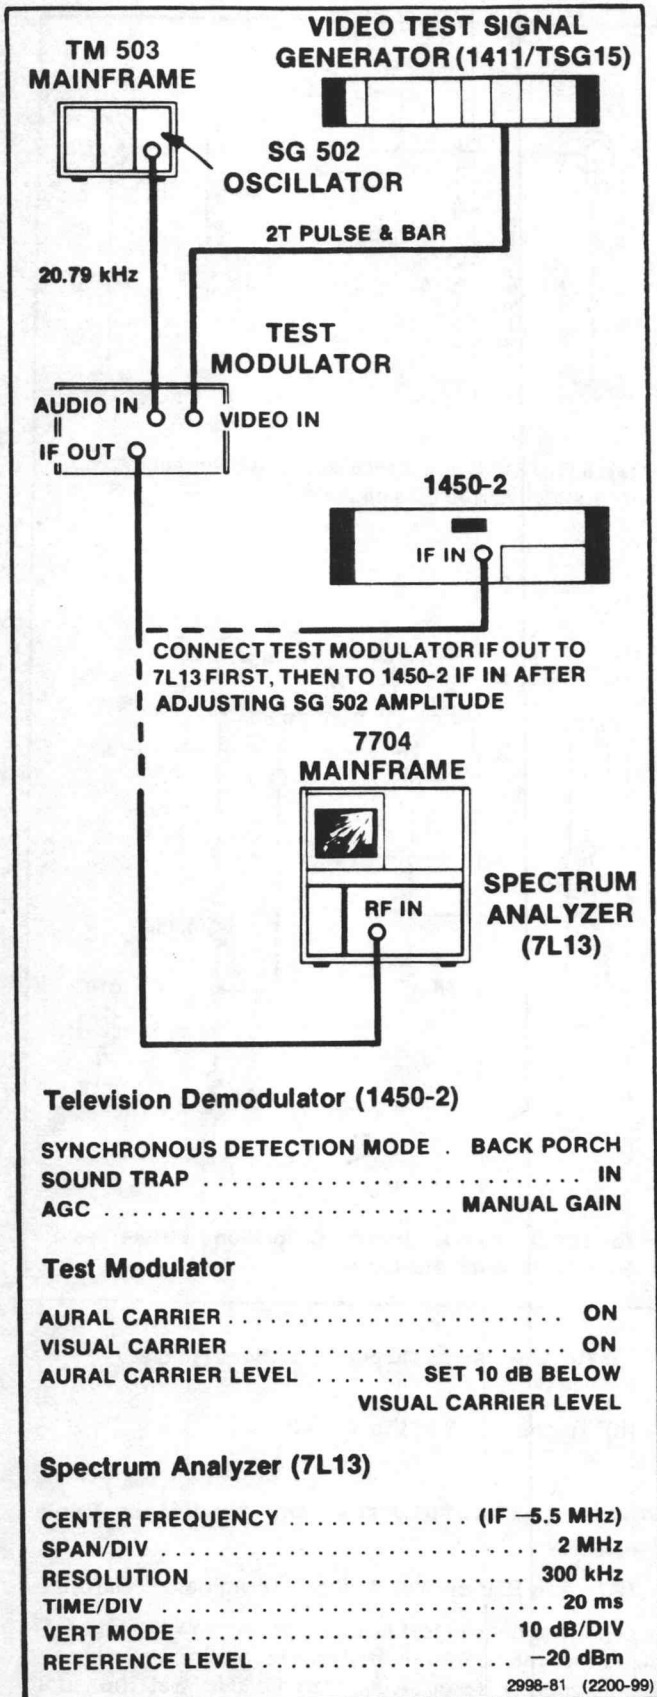 VIDEO TEST SIGNAL
GENERATOR (1411/TSG15)
TM 503
MAINFRAME
SG 502
OSCILLATOR
2T PULSE & BAR
20.79 kHz
TEST
MODULATOR
AUDIO IN
VIDEO IN
IF OUT
1450-2
IF IN
CONNECT TEST MODULATOR IF OUT TO
7L13 FIRST, THEN TO 1450-2 IF IN AFTER
ADJUSTING SG 502 AMPLITUDE
7704
MAINFRAME
RF IN
SPECTRUM
ANALYZER
(7L13)
Television Demodulator (1450-2)
SYNCHRONOUS DETECTION MODE . BACK PORCH
SOUND TRAP . . . . . . . . . . . . . . . . . . . . . . . . . . . . . . IN
AGC . . . . . . . . . . . . . . . . . . . . . . . . . MANUAL GAIN
Test Modulator
AURAL CARRIER . . . . . . . . . . . . . . . . . . . . . . . . ON
VISUAL CARRIER . . . . . . . . . . . . . . . . . . . . . . . ON
AURAL CARRIER LEVEL . . . . . . SET 10 dB BELOW
VISUAL CARRIER LEVEL
Spectrum Analyzer (7L13)
CENTER FREQUENCY . . . . . . . . . . . . . (IF −5.5 MHz)
SPAN/DIV . . . . . . . . . . . . . . . . . . . . . . . . . . . . 2 MHz
RESOLUTION . . . . . . . . . . . . . . . . . . . . . . . 300 kHz
TIME/DIV . . . . . . . . . . . . . . . . . . . . . . . . . . . . 20 ms
VERT MODE . . . . . . . . . . . . . . . . . . . . . . 10 dB/DIV
REFERENCE LEVEL . . . . . . . . . . . . . . . . . . −20 dBm
2998-81 (2200-99)